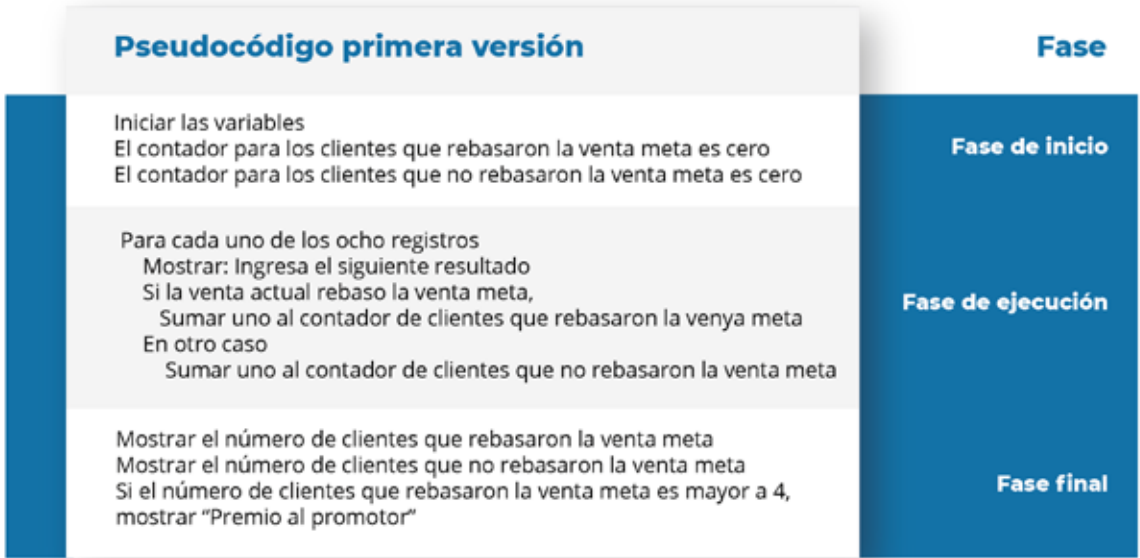 Pseudocódigo primera versión
Fase
Iniciar las variables
El contador para los clientes que rebasaron la venta meta es cero
El contador para los clientes que no rebasaron la venta meta es cero
Fase de inicio
Para cada uno de los ocho registros
Mostrar: Ingresa el siguiente resultado
Si la venta actual rebaso la venta meta,
Sumar uno al contador de clientes que rebasaron la venya meta
En otro caso
Sumar uno al contador de clientes que no rebasaron la venta meta
Fase de ejecución
Mostrar el número de clientes que rebasaron la venta meta
Mostrar el número de clientes que no rebasaron la venta meta
Si el número de clientes que rebasaron la venta meta es mayor a 4,
mostrar “Premio al promotor”
Fase final